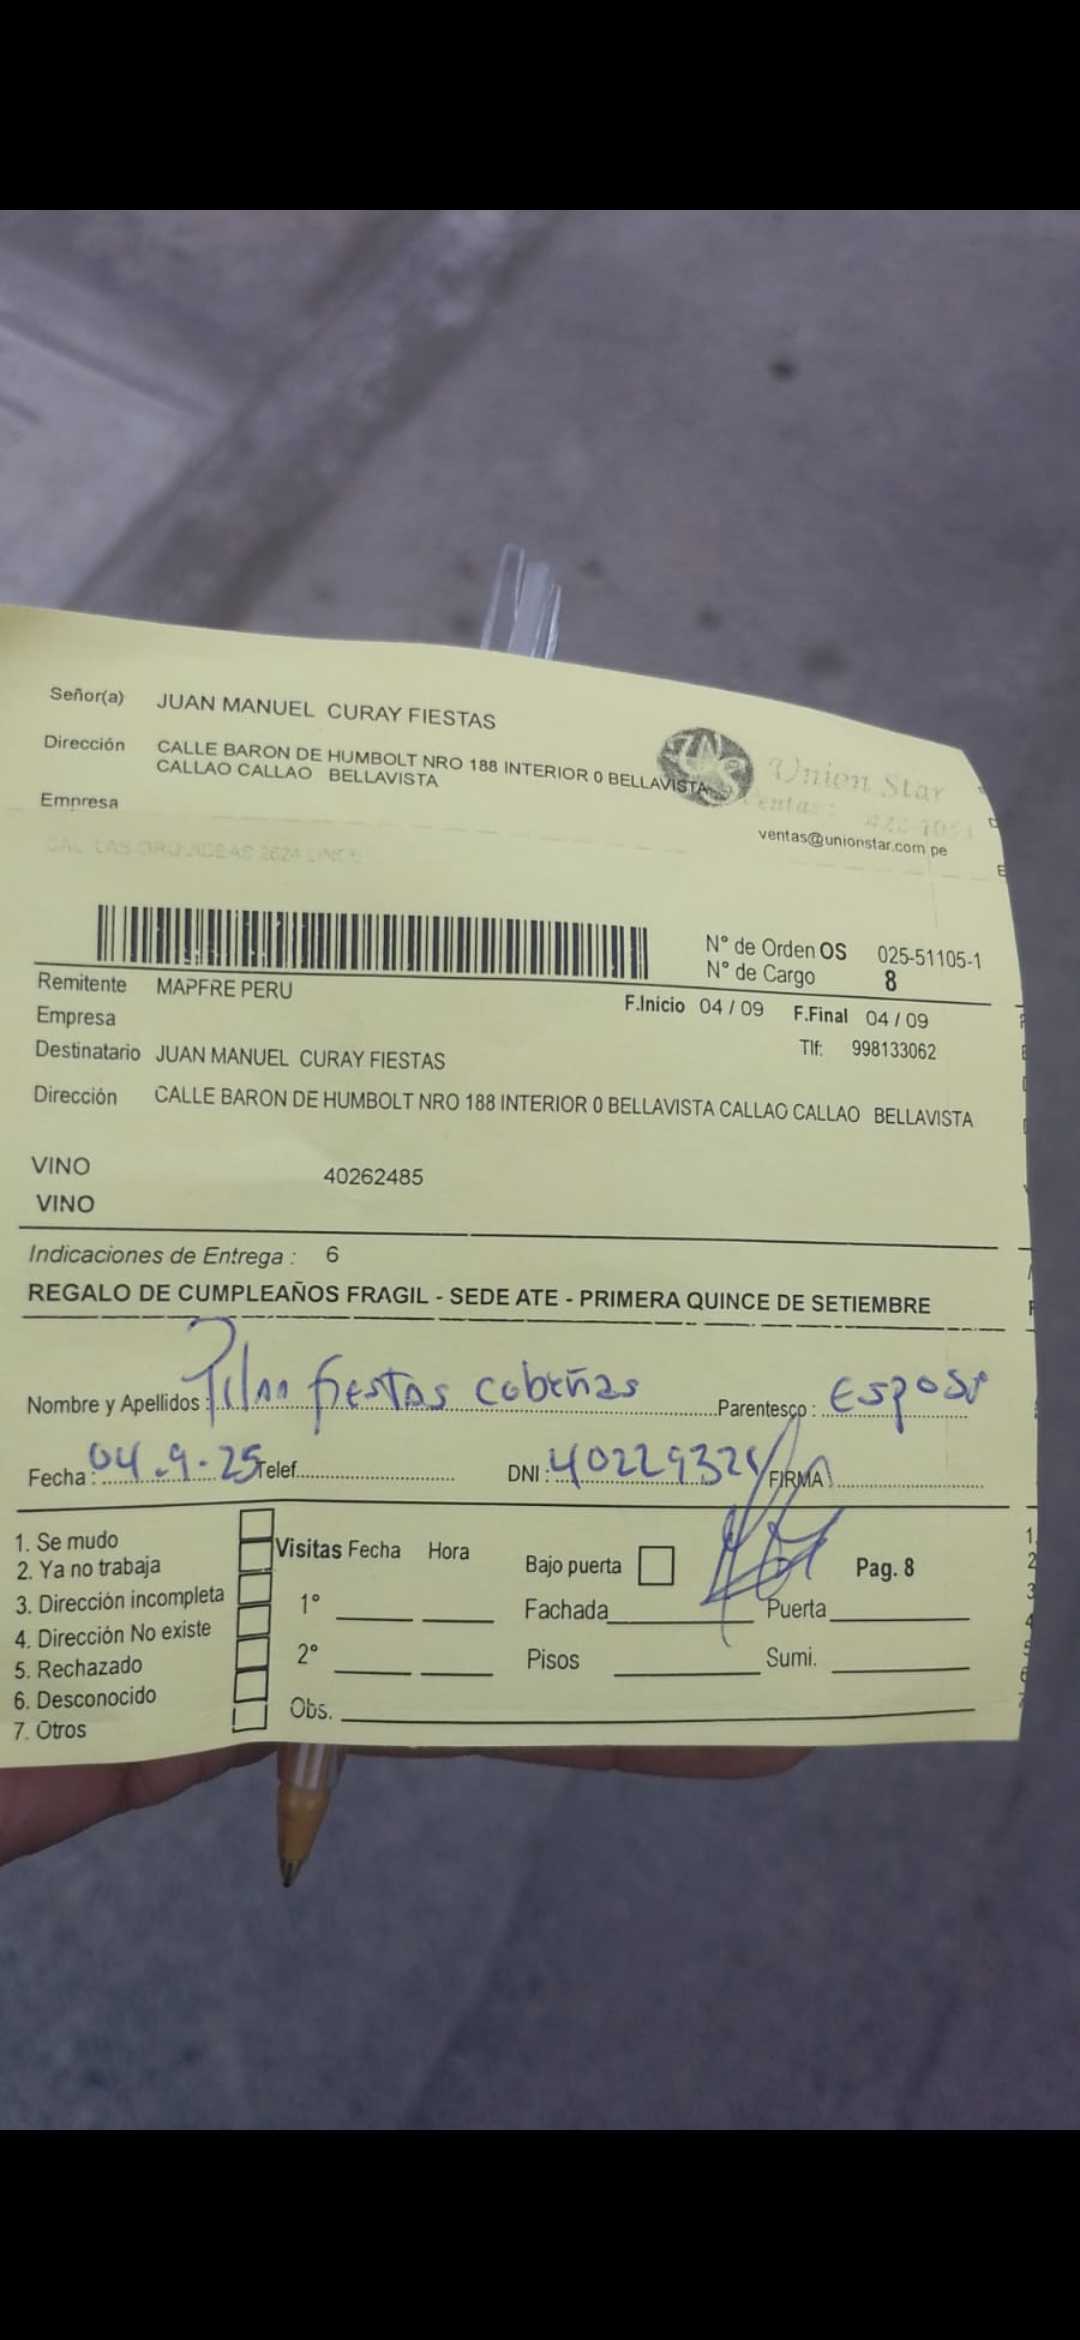 Señor(a) JUAN MANUEL CURAY FIESTAS
Dirección CALLE BARON DE HUMBOLT NRO 188 INTERIOR 0 BELLAVISTA
CALLAO CALLAO BELLAVISTA
Union Star
Empresa
Ventas:
ventas@unionstar.com pe
N° de Orden OS 025-51105-1
N° de Cargo 8
Remitente MAPFRE PERU
F.Inicio 04 / 09 F.Final 04 / 09
Empresa
Tlf: 998133062
Destinatario JUAN MANUEL CURAY FIESTAS
Dirección CALLE BARON DE HUMBOLT NRO 188 INTERIOR 0 BELLAVISTA CALLAO CALLAO BELLAVISTA
VINO 40262485
VINO
Indicaciones de Entrega : 6
REGALO DE CUMPLEAÑOS FRAGIL - SEDE ATE - PRIMERA QUINCE DE SETIEMBRE
Nombre y Apellidos : fiestas cobeñas Parentesco : Esposa
Fecha : 04.9.25 Telef. DNI : FIRMA
1. Se mudo
2. Ya no trabaja
3. Dirección incompleta
4. Dirección No existe
5. Rechazado
6. Desconocido
7. Otros
Visitas Fecha Hora
1°
2°
Obs.
Bajo puerta
Fachada Puerta
Pisos Sumi.
Pag. 8